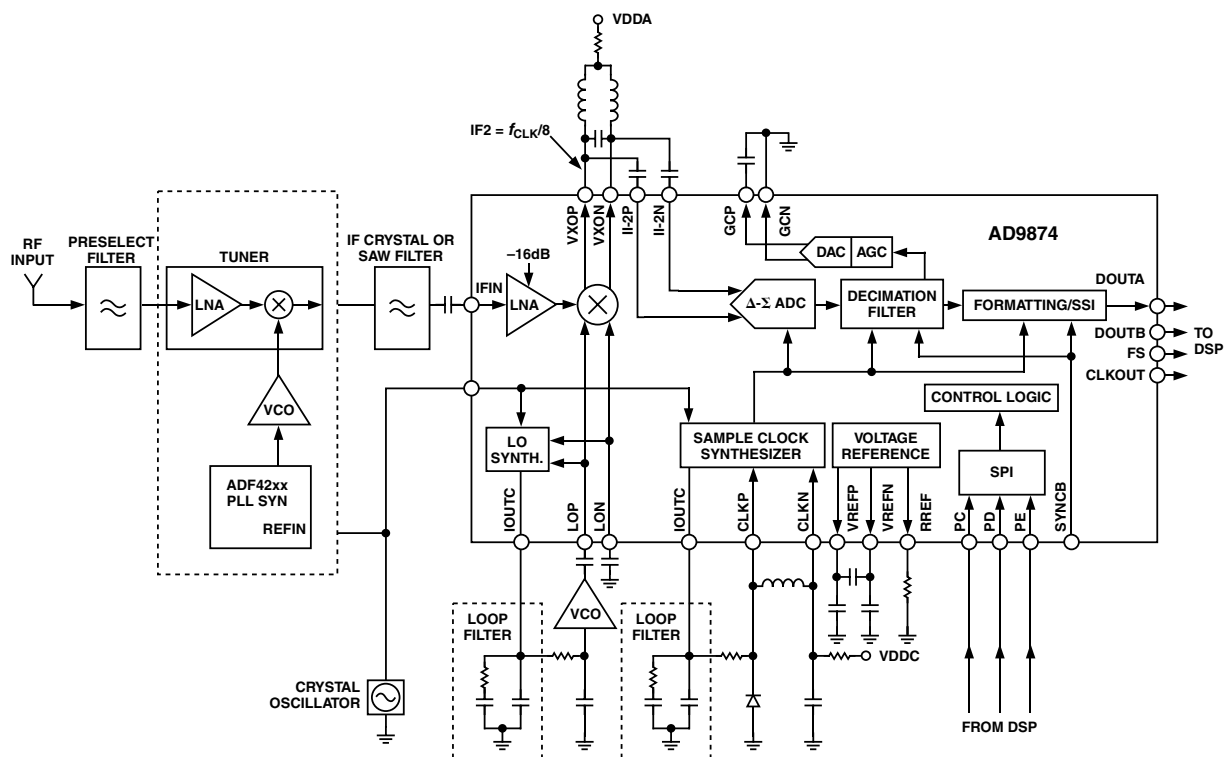 VDDA
IF2 = fCLK/8
VXOP
VXON
II-2P
II-2N
GCP
GCN
AD9874
RF
INPUT
PRESELECT
FILTER
TUNER
LNA
IF CRYSTAL OR
SAW FILTER
IFIN
–16dB
LNA
DAC
AGC
Δ-Σ ADC
DECIMATION
FILTER
FORMATTING/SSI
DOUTA
DOUTB
FS
CLKOUT
TO
DSP
VCO
ADF42xx
PLL SYN
REFIN
LO
SYNTH.
SAMPLE CLOCK
SYNTHESIZER
VOLTAGE
REFERENCE
CONTROL LOGIC
SPI
IOUTC
LOP
LON
IOUTC
CLKP
CLKN
VREFP
VREFN
RREF
PC
PD
PE
SYNCB
LOOP
FILTER
VCO
LOOP
FILTER
VDDC
CRYSTAL
OSCILLATOR
FROM DSP